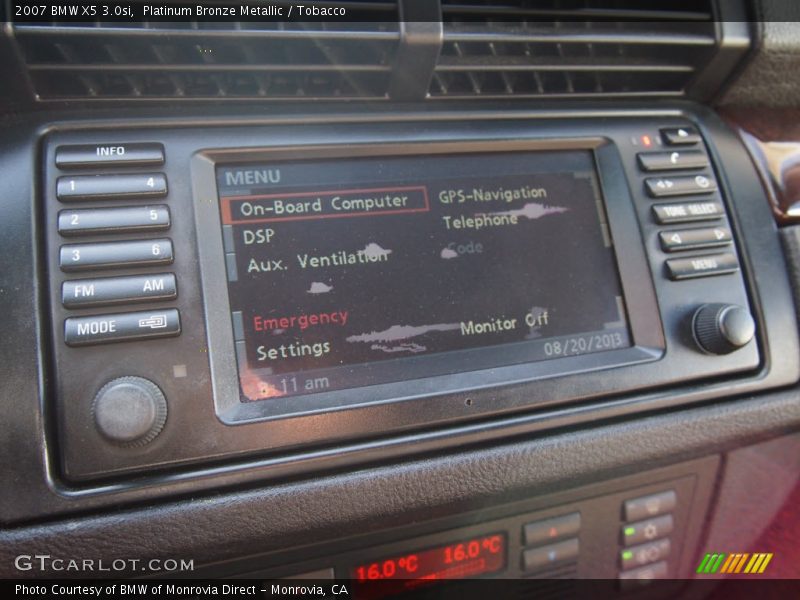 2007 BMW X5 3.0si, Platinum Bronze Metallic / Tobacco
INFO
1 4
2 5
3 6
FM AM
MODE
MENU
On-Board Computer
GPS-Navigation
DSP
Telephone
Aux. Ventilation
Code
Emergency
Settings
Monitor Off
08/20/2013
11 am
TONE SELECT
MENU
16.0°C 16.0°C
GTCARLOT.COM
Photo Courtesy of BMW of Monrovia Direct - Monrovia, CA